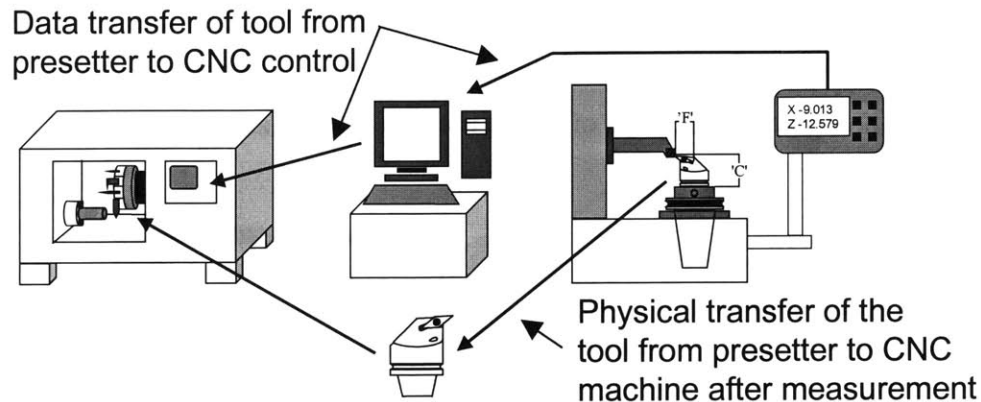 Data transfer of tool from
presetter to CNC control
X -9.013
Z -12.579
'F'
'C'
Physical transfer of the
tool from presetter to CNC
machine after measurement